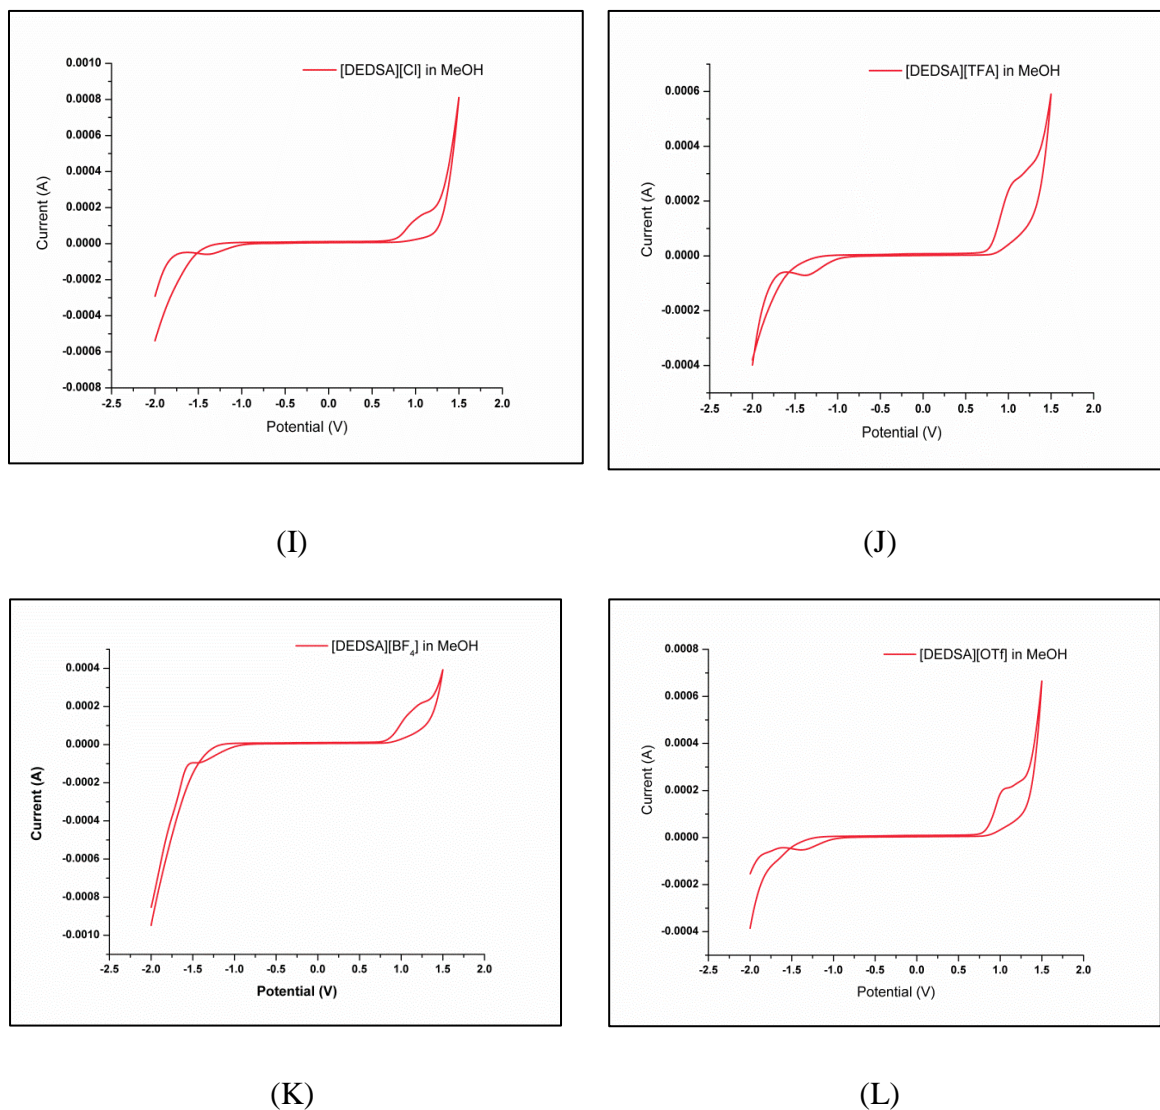 [DEDSA][Cl] in MeOH
0.0010
0.0008
0.0006
0.0004
0.0002
0.0000
-0.0002
-0.0004
-0.0006
-0.0008
Current (A)
-2.5 -2.0 -1.5 -1.0 -0.5 0.0 0.5 1.0 1.5 2.0
Potential (V)
(I)
[DEDSA][TFA] in MeOH
0.0006
0.0004
0.0002
0.0000
-0.0002
-0.0004
Current (A)
-2.5 -2.0 -1.5 -1.0 -0.5 0.0 0.5 1.0 1.5 2.0
Potential (V)
(J)
[DEDSA][BF₄] in MeOH
0.0004
0.0002
0.0000
-0.0002
-0.0004
-0.0006
-0.0008
-0.0010
Current (A)
-2.5 -2.0 -1.5 -1.0 -0.5 0.0 0.5 1.0 1.5 2.0
Potential (V)
(K)
[DEDSA][OTf] in MeOH
0.0008
0.0006
0.0004
0.0002
0.0000
-0.0002
-0.0004
Current (A)
-2.5 -2.0 -1.5 -1.0 -0.5 0.0 0.5 1.0 1.5 2.0
Potential (V)
(L)